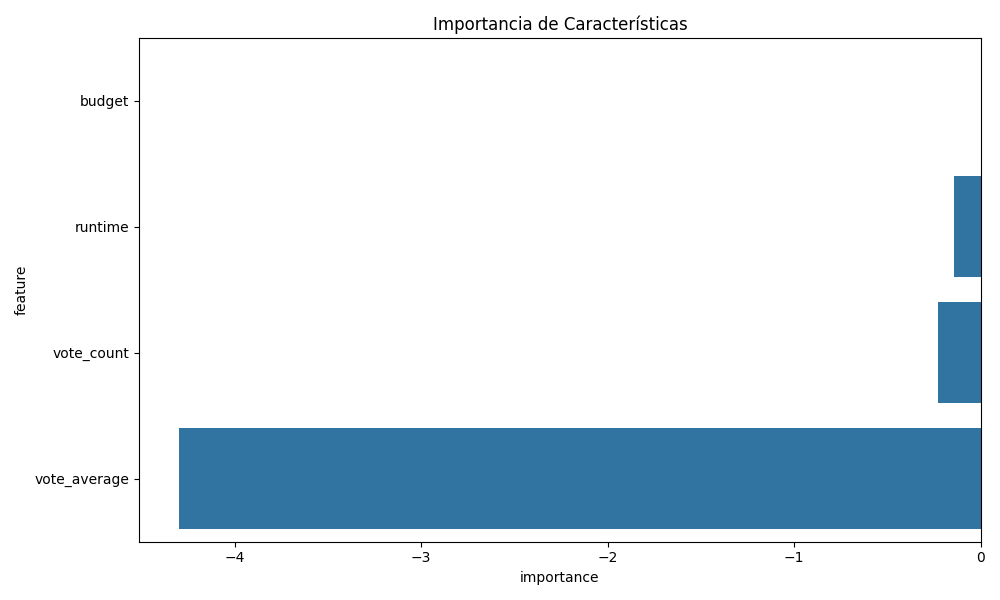 Importancia de Características
budget
runtime
vote_count
vote_average
feature
−4
−3
−2
−1
0
importance